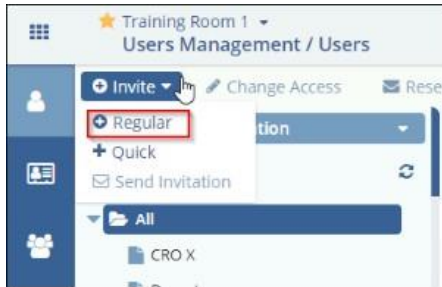 Training Room 1
Users Management / Users
Invite Change Access Rese
Regular
tion
Quick
Send Invitation
All
CRO X